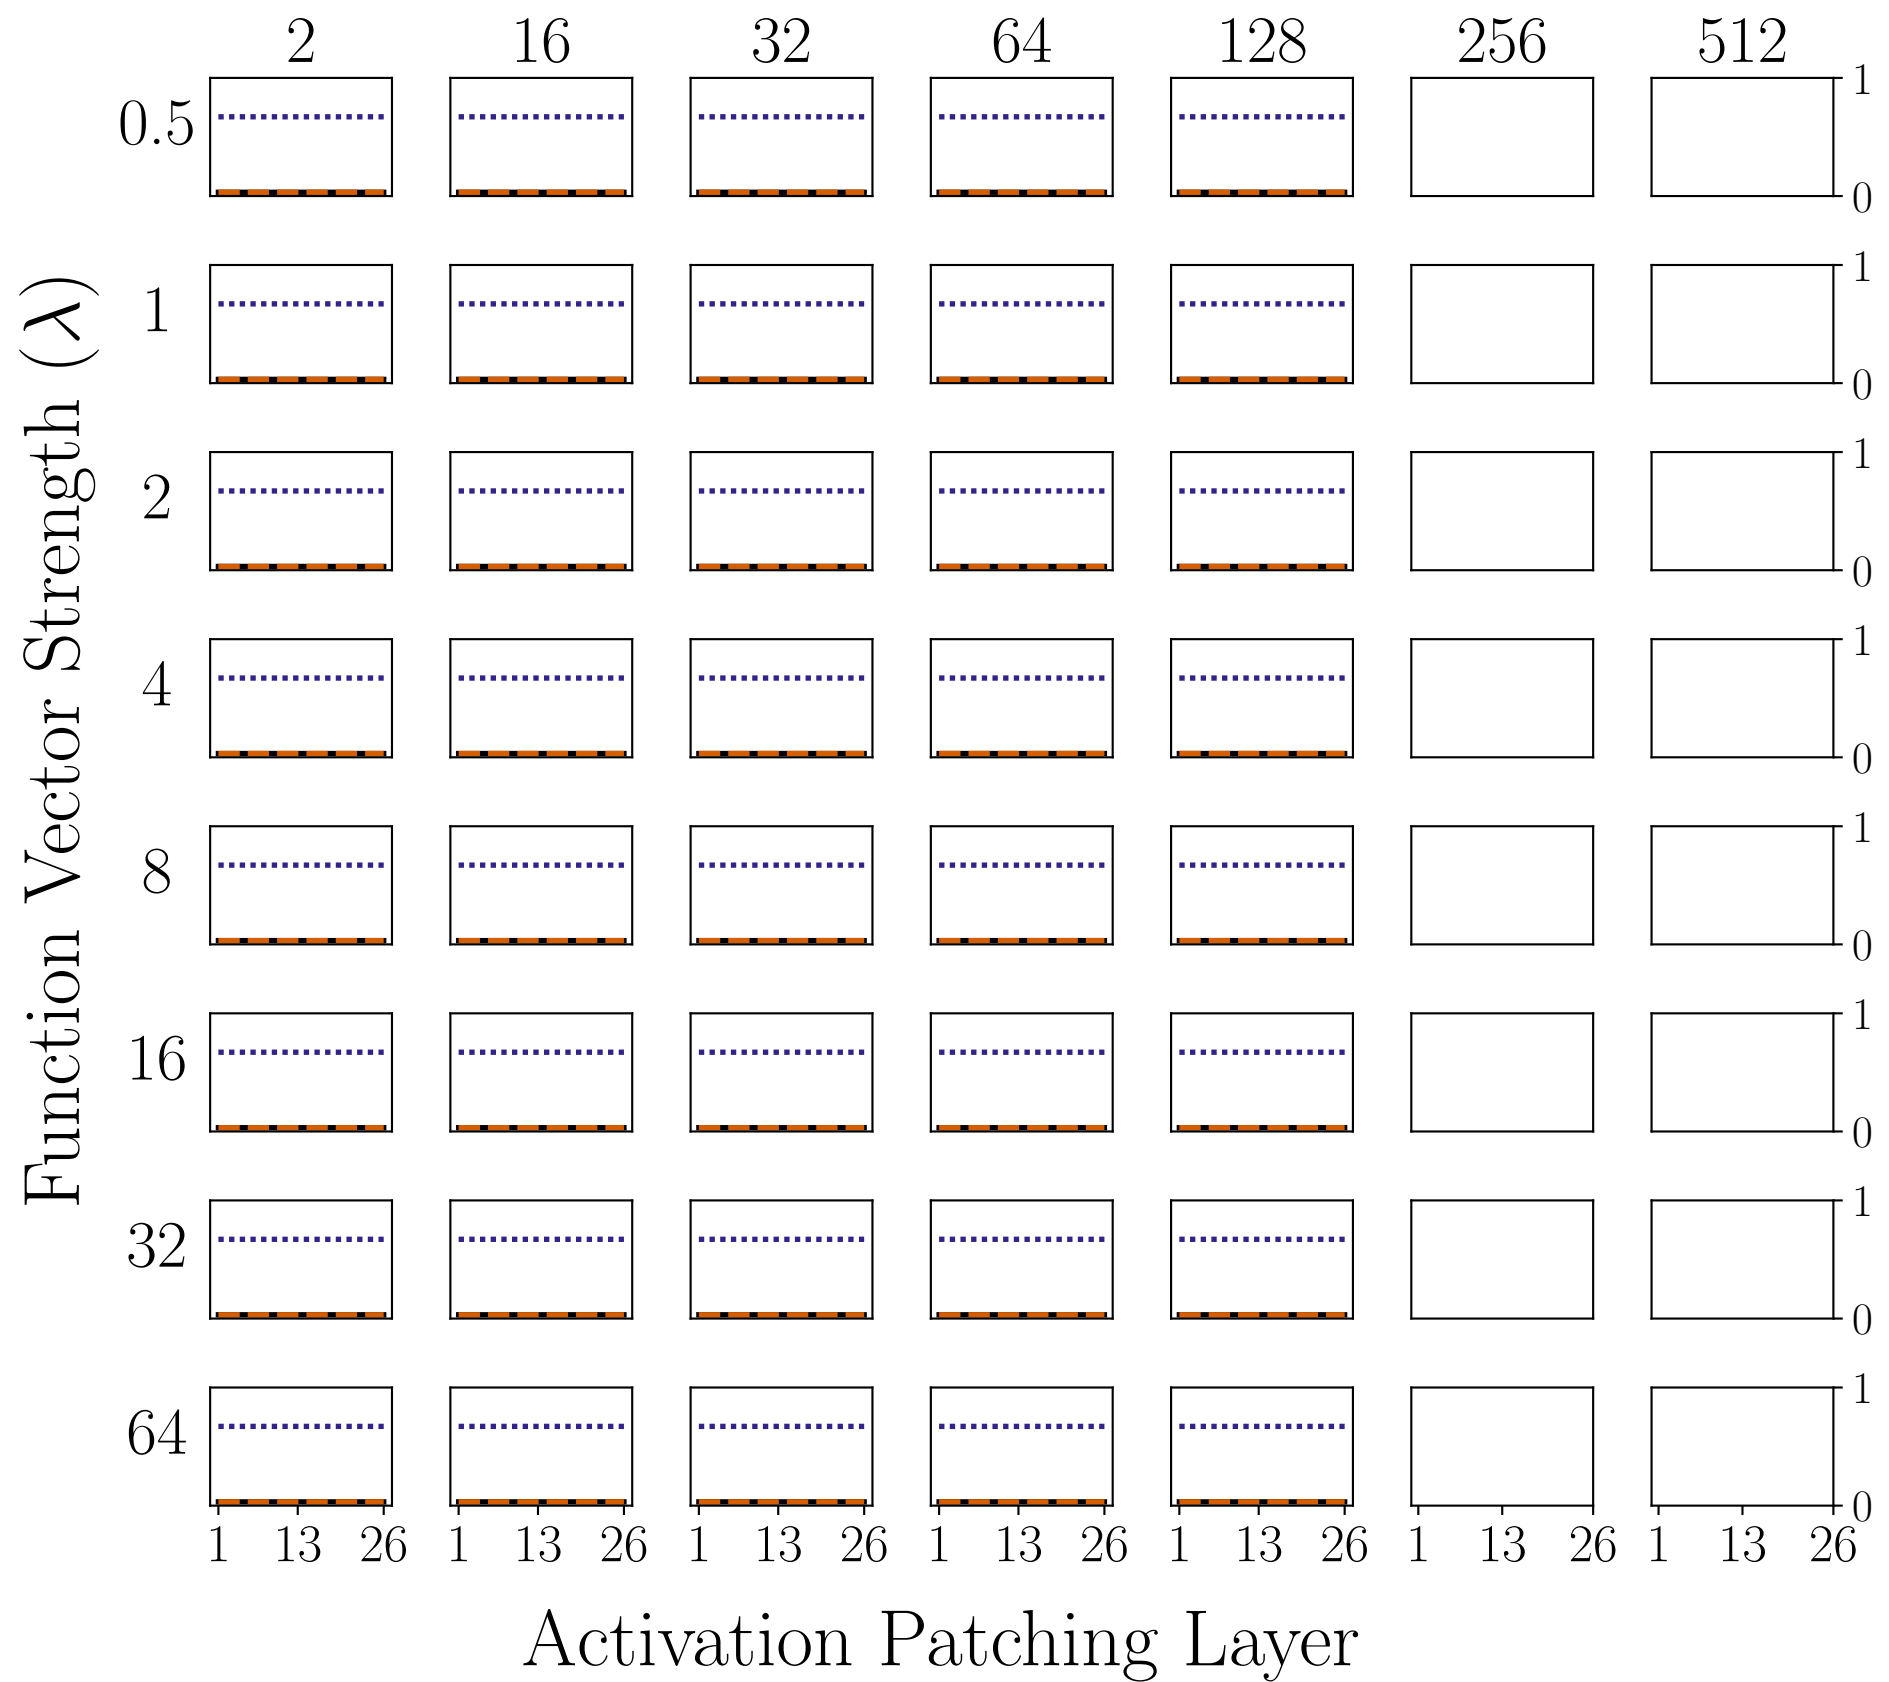 2 16 32 64 128 256 512
Function Vector Strength (λ)
0.5 1 0
1 1 0
2 1 0
4 1 0
8 1 0
16 1 0
32 1 0
64 1 0
1 13 26 1 13 26 1 13 26 1 13 26 1 13 26 1 13 26 1 13 26
Activation Patching Layer